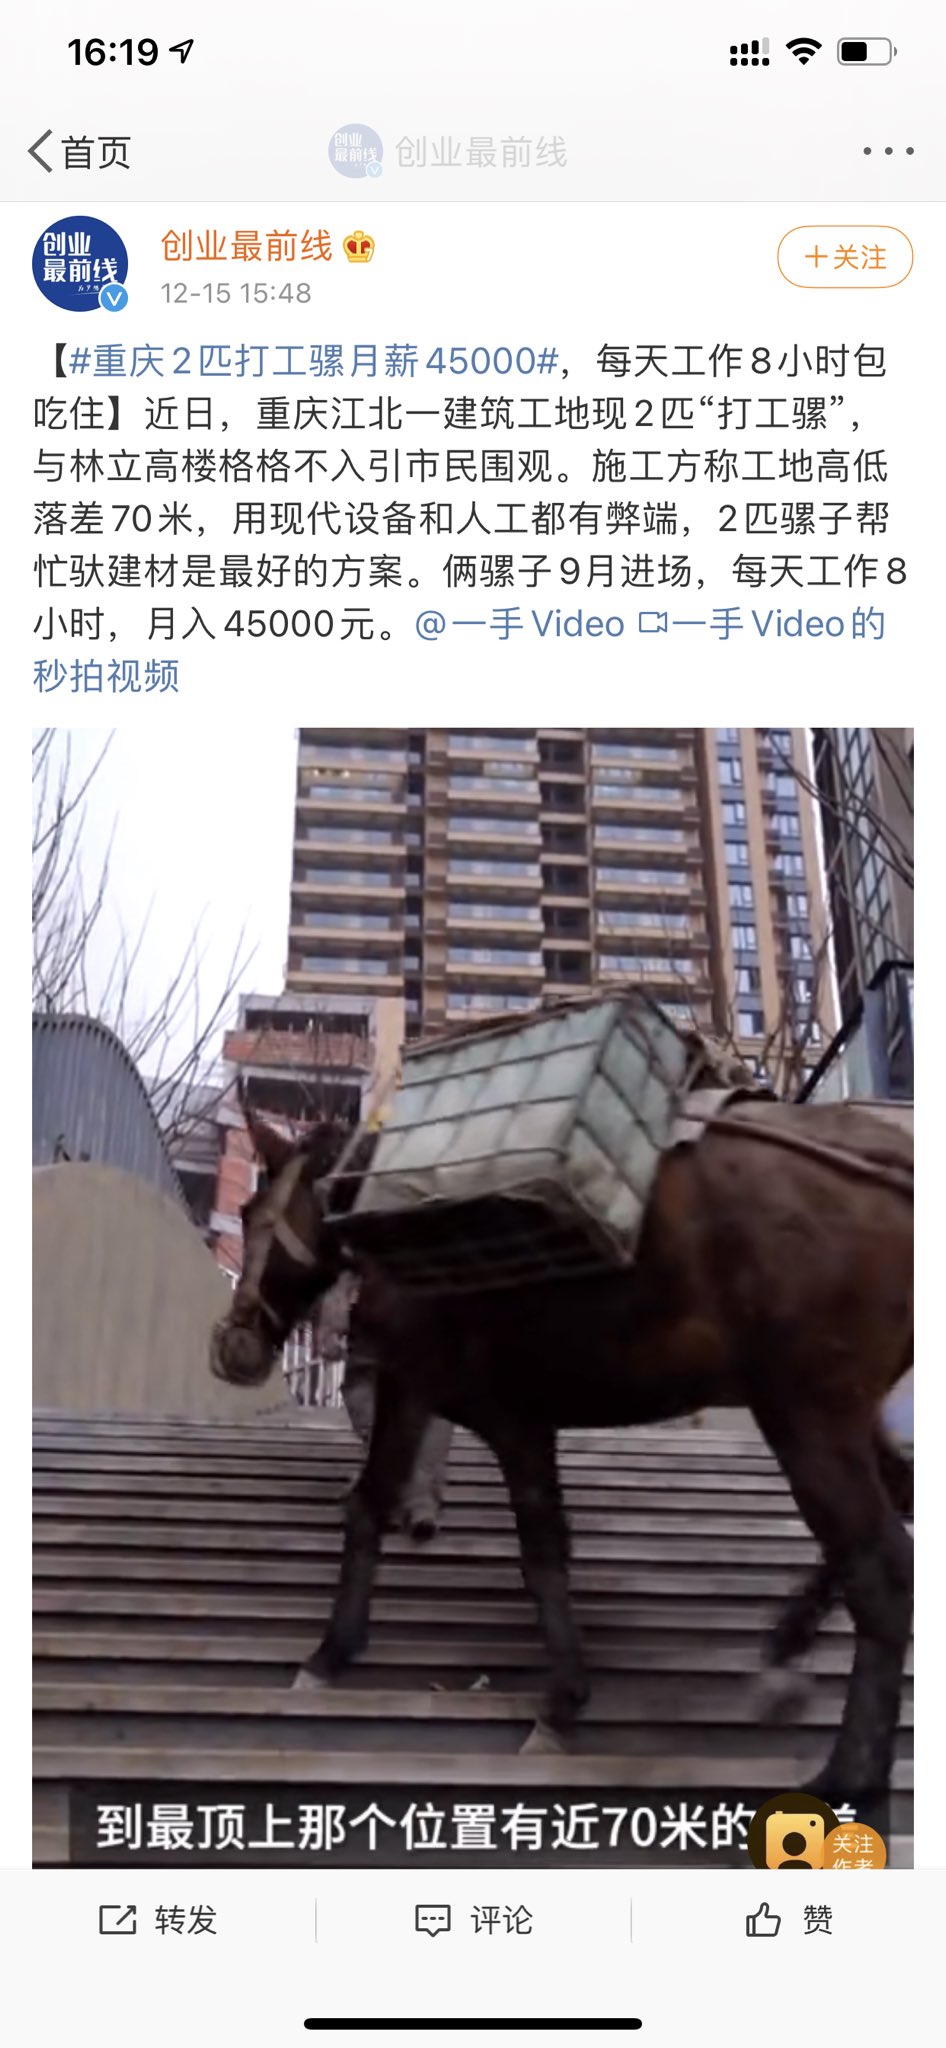 16:19
首页
创业最前线
创业
最前线
创业最前线
12-15 15:48
+关注
【#重庆2匹打工骡月薪45000#，每天工作8小时包
吃住】近日，重庆江北一建筑工地现2匹“打工骡”，
与林立高楼格格不入引市民围观。施工方称工地高低
落差70米，用现代设备和人工都有弊端，2匹骡子帮
忙驮建材是最好的方案。俩骡子9月进场，每天工作8
小时，月入45000元。@一手Video 一手Video的
秒拍视频
到最顶上那个位置有近70米的
关注
作者
转发
评论
赞